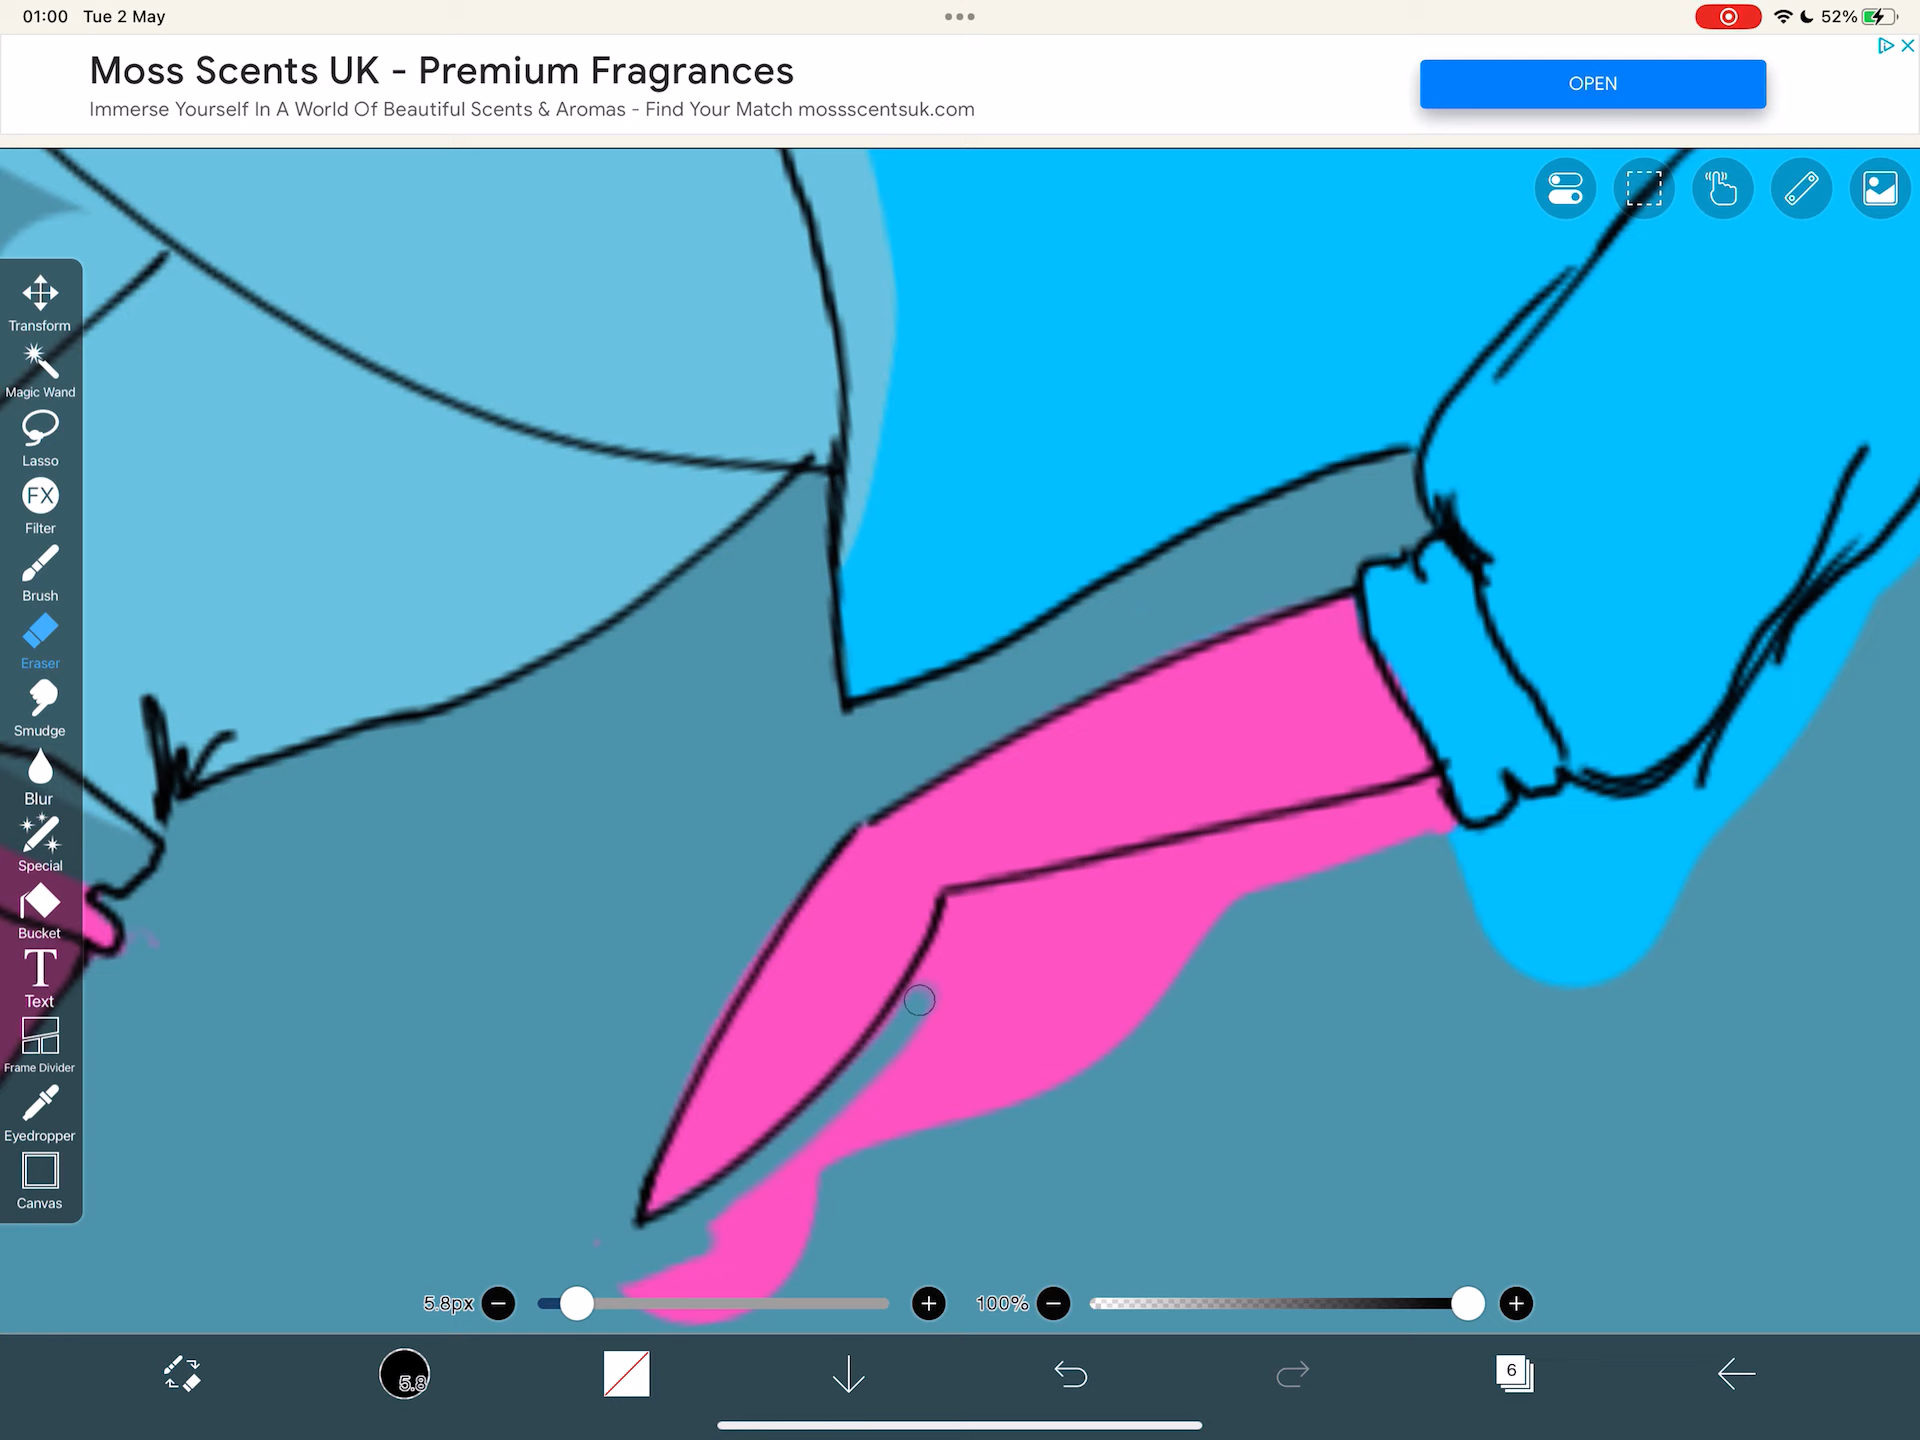 01:00 Tue 2 May
52%
Moss Scents UK - Premium Fragrances
Immerse Yourself In A World Of Beautiful Scents & Aromas - Find Your Match mossscentsuk.com
OPEN
Transform
Magic Wand
Lasso
FX
Filter
Brush
Eraser
Smudge
Blur
Special
Bucket
T
Text
Frame Divider
Eyedropper
Canvas
5.8px
100%
5.8
6